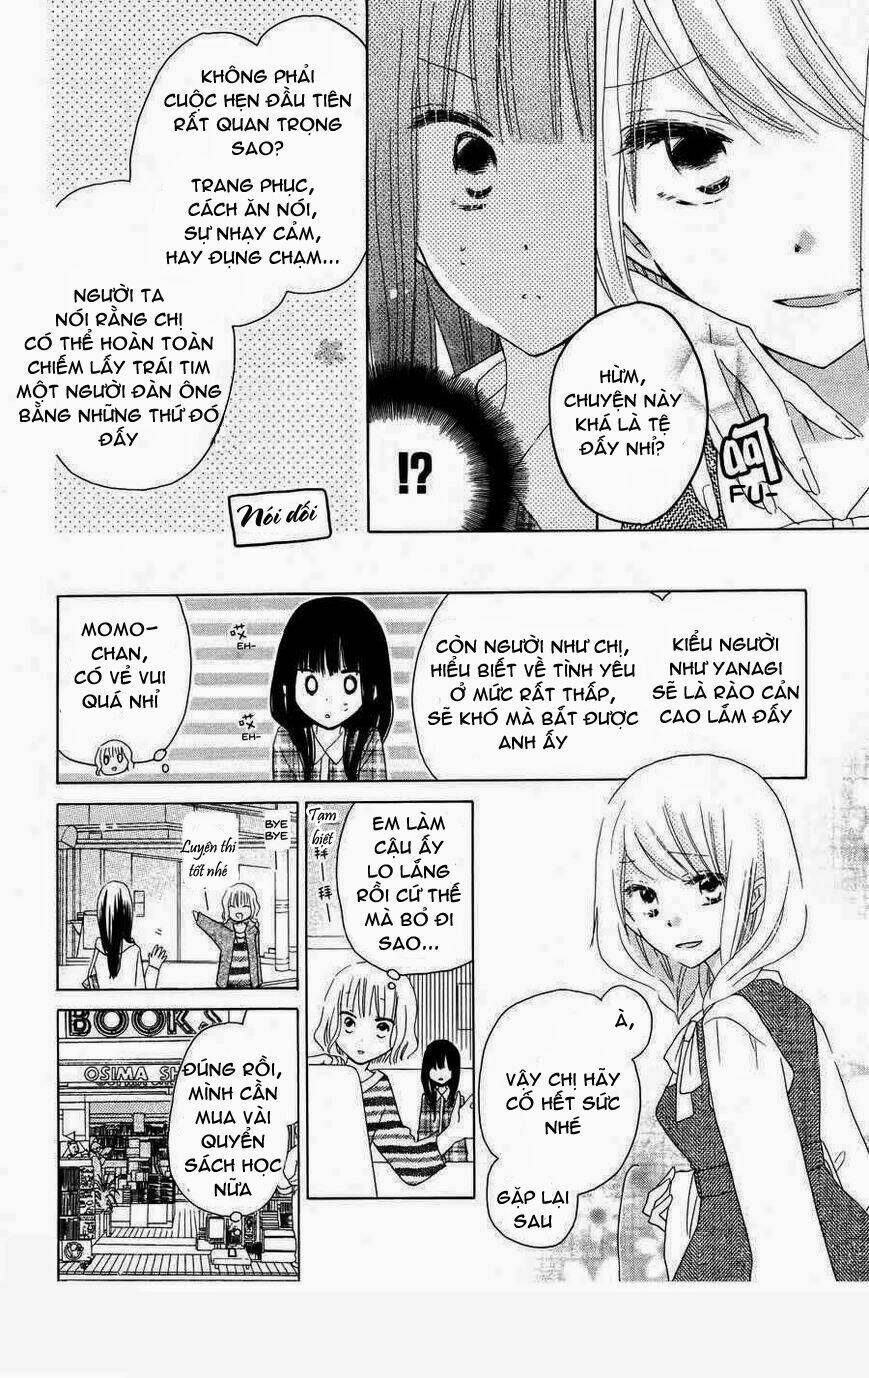 HỪM,
CHUYỆN NÀY
KHÁ LÀ TỆ
ĐẤY NHỈ?
呵
FU-
!?
KHÔNG PHẢI
CUỘC HẸN ĐẦU TIÊN
RẤT QUAN TRỌNG
SAO?
TRANG PHỤC,
CÁCH ĂN NÓI,
SỰ NHẠY CẢM,
HAY ĐỤNG CHẠM...
NGƯỜI TA
NÓI RẰNG CHỊ
CÓ THỂ HOÀN TOÀN
CHIẾM LẤY TRÁI TIM
MỘT NGƯỜI ĐÀN ÔNG
BẰNG NHỮNG THỨ ĐÓ
ĐẤY
Nói dối
KIỂU NGƯỜI
NHƯ YANAGI
SẼ LÀ RÀO CẢN
CAO LẮM ĐẤY
CÒN NGƯỜI NHƯ CHỊ,
HIỂU BIẾT VỀ TÌNH YÊU
Ở MỨC RẤT THẤP,
SẼ KHÓ MÀ BẮT ĐƯỢC
ANH ẤY
哎
EH-
哎
EH-
MOMO-
CHAN,
CÓ VẺ VUI
QUÁ NHỈ
À,
VẬY CHỊ HÃY
CỐ HẾT SỨC
NHÉ
GẶP LẠI
SAU
EM LÀM
CẬU ẤY
LO LẮNG
RỒI CỨ THẾ
MÀ BỎ ĐI
SAO...
Tạm
biệt
拜
拜
BYE
BYE
Luyện thi
tốt nhé
BOOKS
OSIMA SH
ĐÚNG RỒI,
MÌNH CẦN
MUA VÀI
QUYỂN
SÁCH HỌC
NỮA